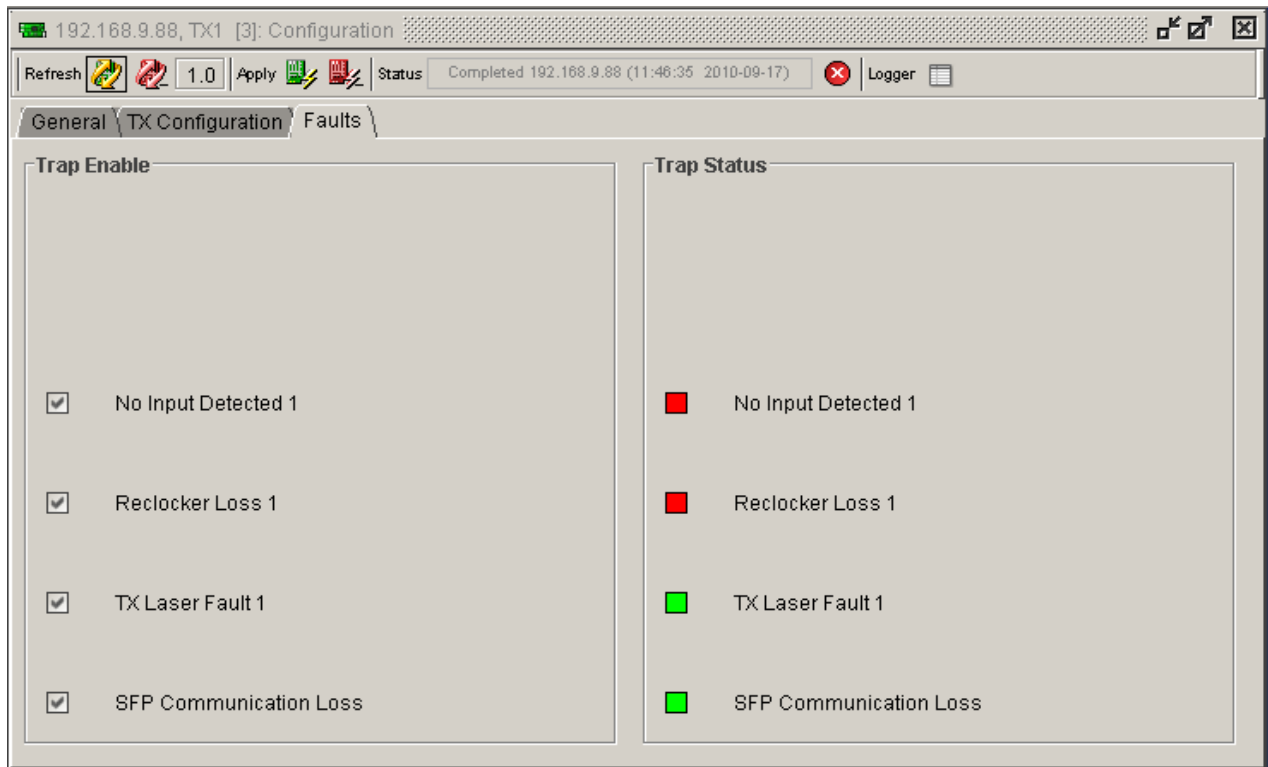 192.168.9.88, TX1 [3]: Configuration
Refresh 1.0 Apply Status Completed 192.168.9.88 (11:46:35 2010-09-17) Logger
General TX Configuration Faults
Trap Enable
No Input Detected 1
Reclocker Loss 1
TX Laser Fault 1
SFP Communication Loss
Trap Status
No Input Detected 1
Reclocker Loss 1
TX Laser Fault 1
SFP Communication Loss